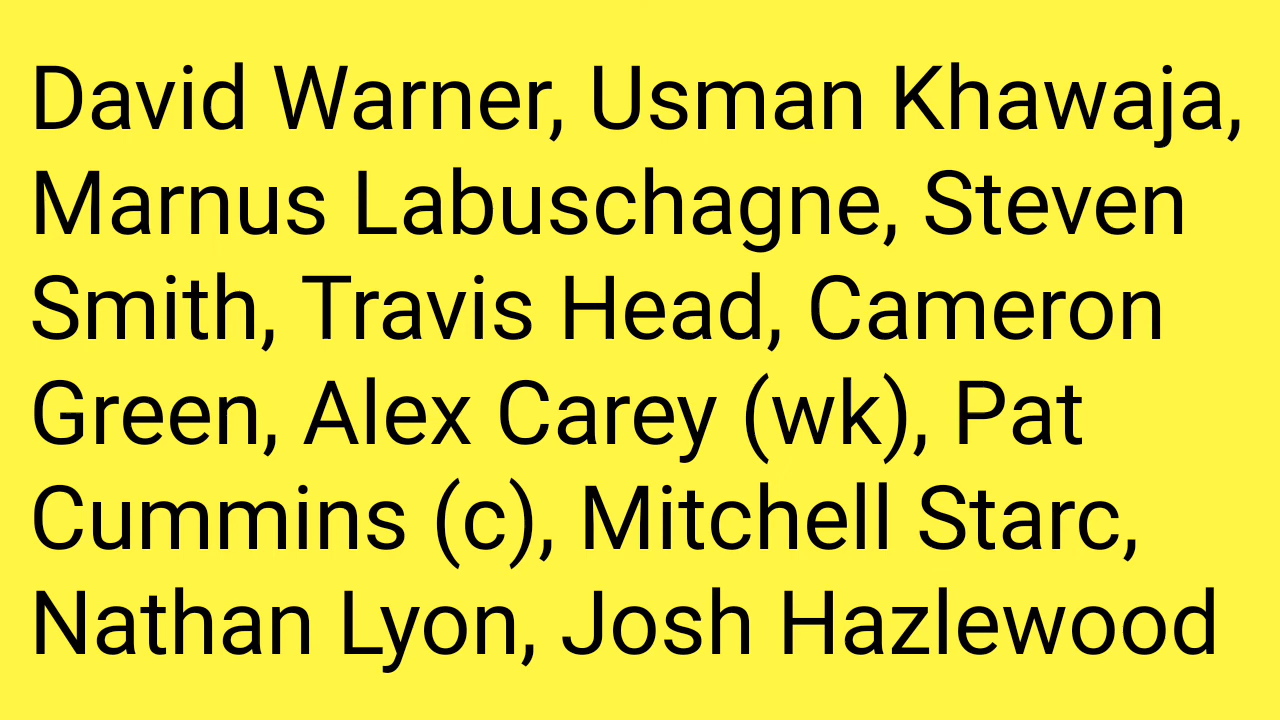 David Warner, Usman Khawaja,
Marnus Labuschagne, Steven
Smith, Travis Head, Cameron
Green, Alex Carey (wk), Pat
Cummins (c), Mitchell Starc,
Nathan Lyon, Josh Hazlewood